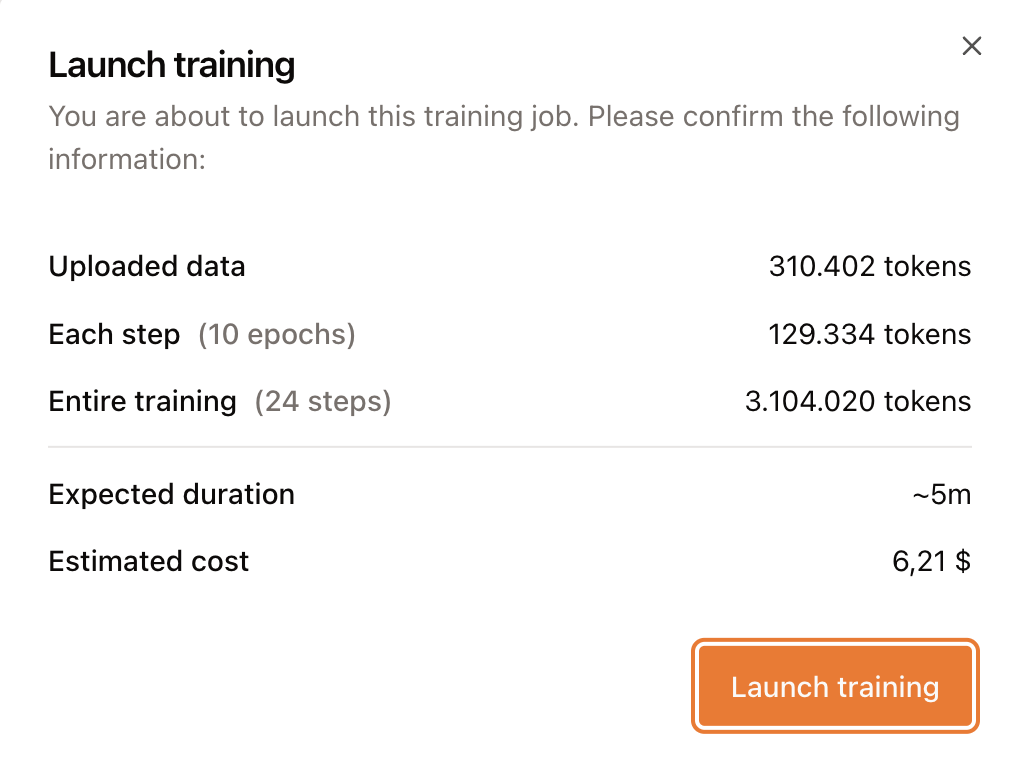 Launch training
You are about to launch this training job. Please confirm the following
information:
Uploaded data 310.402 tokens
Each step (10 epochs) 129.334 tokens
Entire training (24 steps) 3.104.020 tokens
Expected duration ~5m
Estimated cost 6,21 $
Launch training